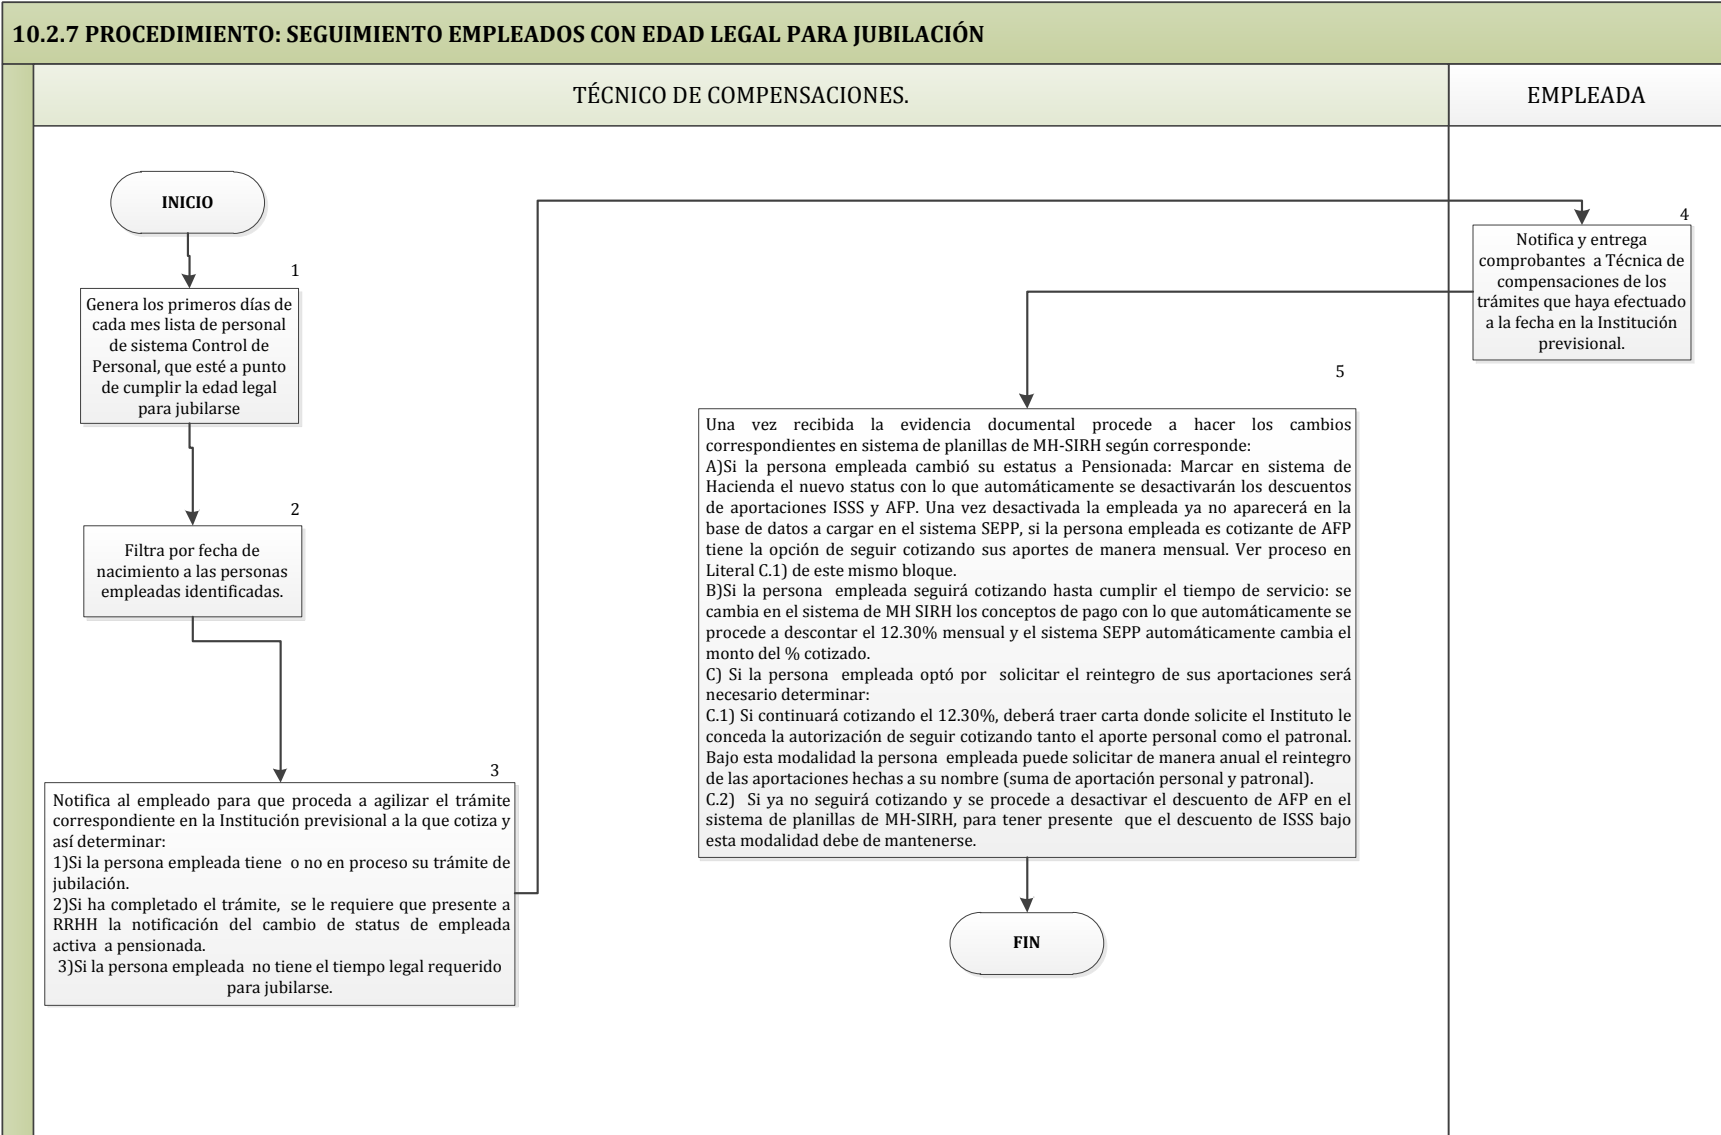 10.2.7 PROCEDIMIENTO: SEGUIMIENTO EMPLEADOS CON EDAD LEGAL PARA JUBILACIÓN
TÉCNICO DE COMPENSACIONES.
EMPLEADA
INICIO
1
Genera los primeros días de
cada mes lista de personal
de sistema Control de
Personal, que esté a punto
de cumplir la edad legal
para jubilarse
2
Filtra por fecha de
nacimiento a las personas
empleadas identificadas.
3
Notifica al empleado para que proceda a agilizar el trámite
correspondiente en la Institución previsional a la que cotiza y
así determinar:
1)Si la persona empleada tiene o no en proceso su trámite de
jubilación.
2)Si ha completado el trámite, se le requiere que presente a
RRHH la notificación del cambio de status de empleada
activa a pensionada.
3)Si la persona empleada no tiene el tiempo legal requerido
para jubilarse.
4
Notifica y entrega
comprobantes a Técnica de
compensaciones de los
trámites que haya efectuado
a la fecha en la Institución
previsional.
5
Una vez recibida la evidencia documental procede a hacer los cambios
correspondientes en sistema de planillas de MH-SIRH según corresponde:
A)Si la persona empleada cambió su estatus a Pensionada: Marcar en sistema de
Hacienda el nuevo status con lo que automáticamente se desactivarán los descuentos
de aportaciones ISSS y AFP. Una vez desactivada la empleada ya no aparecerá en la
base de datos a cargar en el sistema SEPP, si la persona empleada es cotizante de AFP
tiene la opción de seguir cotizando sus aportes de manera mensual. Ver proceso en
Literal C.1) de este mismo bloque.
B)Si la persona empleada seguirá cotizando hasta cumplir el tiempo de servicio: se
cambia en el sistema de MH SIRH los conceptos de pago con lo que automáticamente se
procede a descontar el 12.30% mensual y el sistema SEPP automáticamente cambia el
monto del % cotizado.
C) Si la persona empleada optó por solicitar el reintegro de sus aportaciones será
necesario determinar:
C.1) Si continuará cotizando el 12.30%, deberá traer carta donde solicite el Instituto le
conceda la autorización de seguir cotizando tanto el aporte personal como el patronal.
Bajo esta modalidad la persona empleada puede solicitar de manera anual el reintegro
de las aportaciones hechas a su nombre (suma de aportación personal y patronal).
C.2) Si ya no seguirá cotizando y se procede a desactivar el descuento de AFP en el
sistema de planillas de MH-SIRH, para tener presente que el descuento de ISSS bajo
esta modalidad debe de mantenerse.
FIN